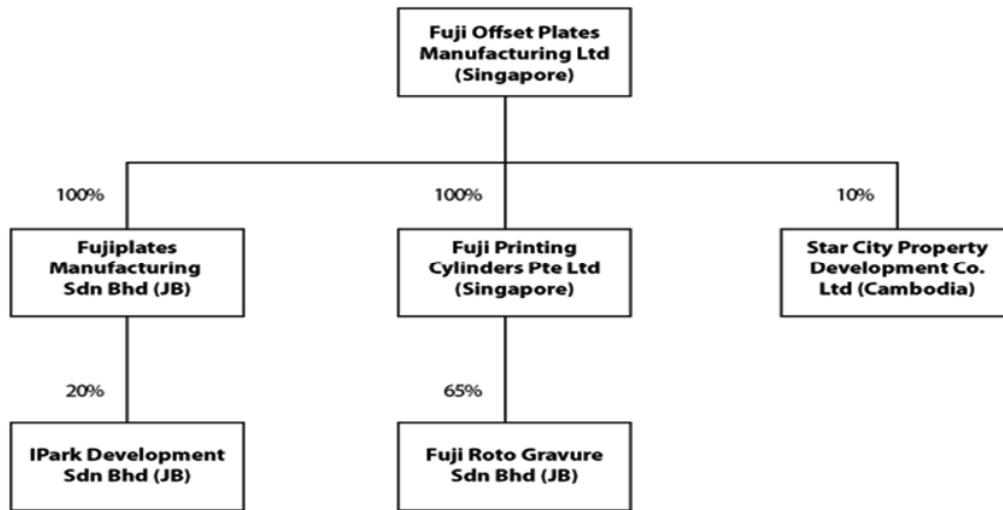 Fuji Offset Plates
Manufacturing Ltd
(Singapore)
100%
100%
10%
Fujiplates
Manufacturing
Sdn Bhd (JB)
Fuji Printing
Cylinders Pte Ltd
(Singapore)
Star City Property
Development Co.
Ltd (Cambodia)
20%
65%
IPark Development
Sdn Bhd (JB)
Fuji Roto Gravure
Sdn Bhd (JB)